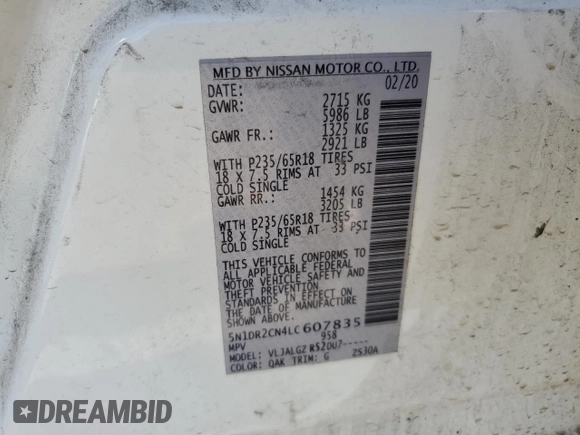 MFD BY NISSAN MOTOR CO., LTD.
DATE: 02/20
GVWR: 2715 KG
5986 LB
GAWR FR.: 1325 KG
2921 LB
WITH P235/65R18 TIRES
18 X 7.5 RIMS AT 33 PSI
COLD SINGLE
GAWR RR.: 1454 KG
3205 LB
WITH P235/65R18 TIRES
18 X 7.5 RIMS AT 33 PSI
COLD SINGLE
THIS VEHICLE CONFORMS TO
ALL APPLICABLE FEDERAL
MOTOR VEHICLE SAFETY AND
THEFT PREVENTION
STANDARDS IN EFFECT ON
THE DATE OF MANUFACTURE
5N1DR2CN4LC607835
MPV 958
MODEL: VLJALGZ R52OU7-----
COLOR: QAK TRIM: G 2S30A
DREAMBID